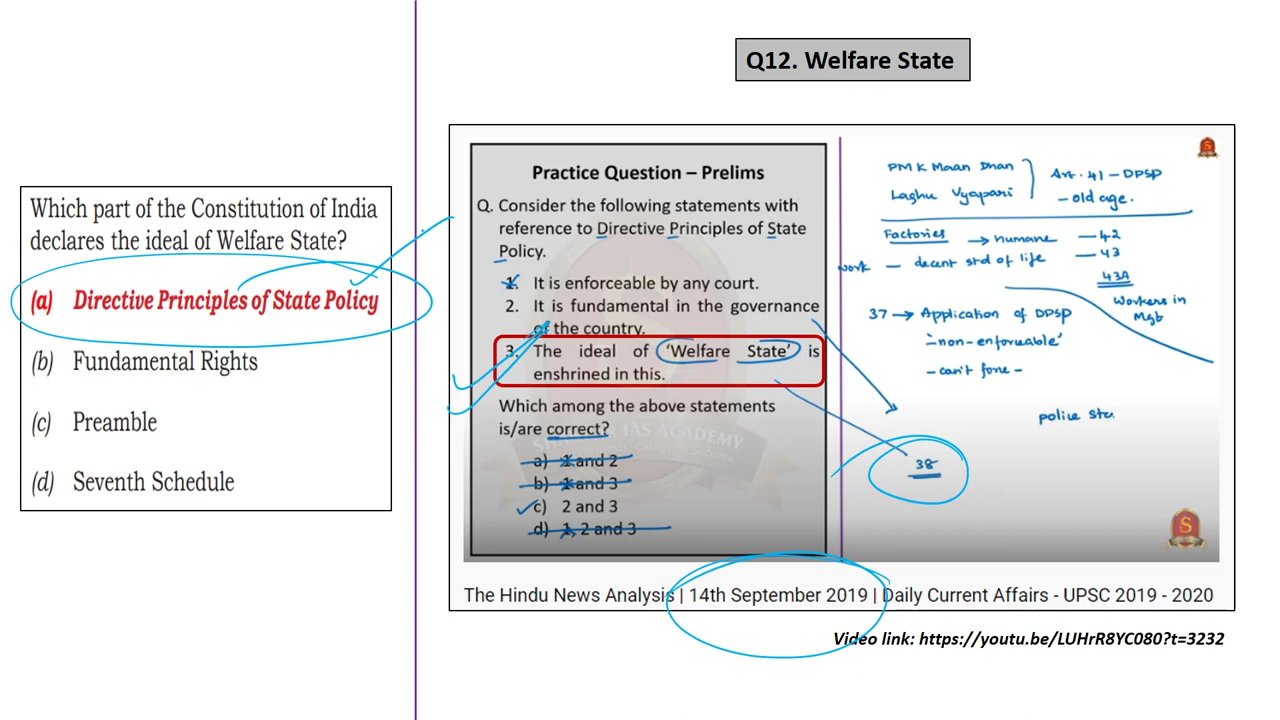 Q12. Welfare State
Which part of the Constitution of India
declares the ideal of Welfare State?
(a) Directive Principles of State Policy
(b) Fundamental Rights
(c) Preamble
(d) Seventh Schedule
Practice Question – Prelims
Q. Consider the following statements with
reference to Directive Principles of State
Policy.
1. It is enforceable by any court.
2. It is fundamental in the governance
of the country.
3. The ideal of 'Welfare State' is
enshrined in this.
Which among the above statements
is/are correct?
a) 1 and 2
b) 1 and 3
c) 2 and 3
d) 1, 2 and 3
PMK Maan Dhan
Laghu Vyapari
Art. 41 – DPSP
– old age.
Factories → humane — 42
work — decent std of life — 43
43A
Workers in
Mgt
37 → Application of DPSP
– 'non-enforceable'
– can't force –
police sta
38
The Hindu News Analysis | 14th September 2019 | Daily Current Affairs - UPSC 2019 - 2020
Video link: https://youtu.be/LUHrR8YC080?t=3232